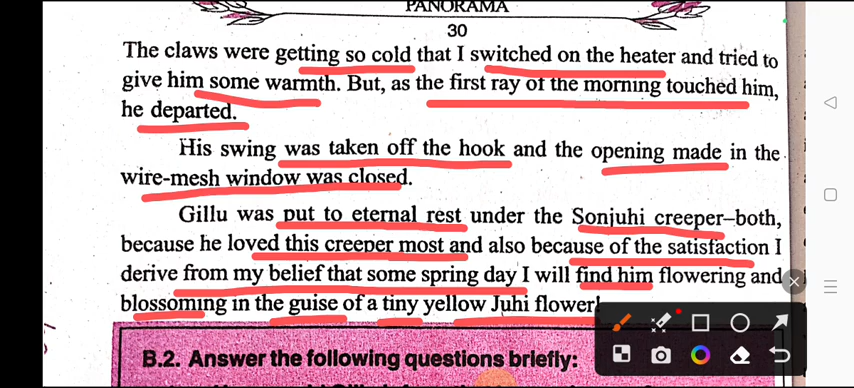 PANORAMA
30
The claws were getting so cold that I switched on the heater and tried to
give him some warmth. But, as the first ray of the morning touched him,
he departed.
His swing was taken off the hook and the opening made in the
wire-mesh window was closed.
Gillu was put to eternal rest under the Sonjuhi creeper–both,
because he loved this creeper most and also because of the satisfaction I
derive from my belief that some spring day I will find him flowering and
blossoming in the guise of a tiny yellow Juhi flower!
B.2. Answer the following questions briefly: